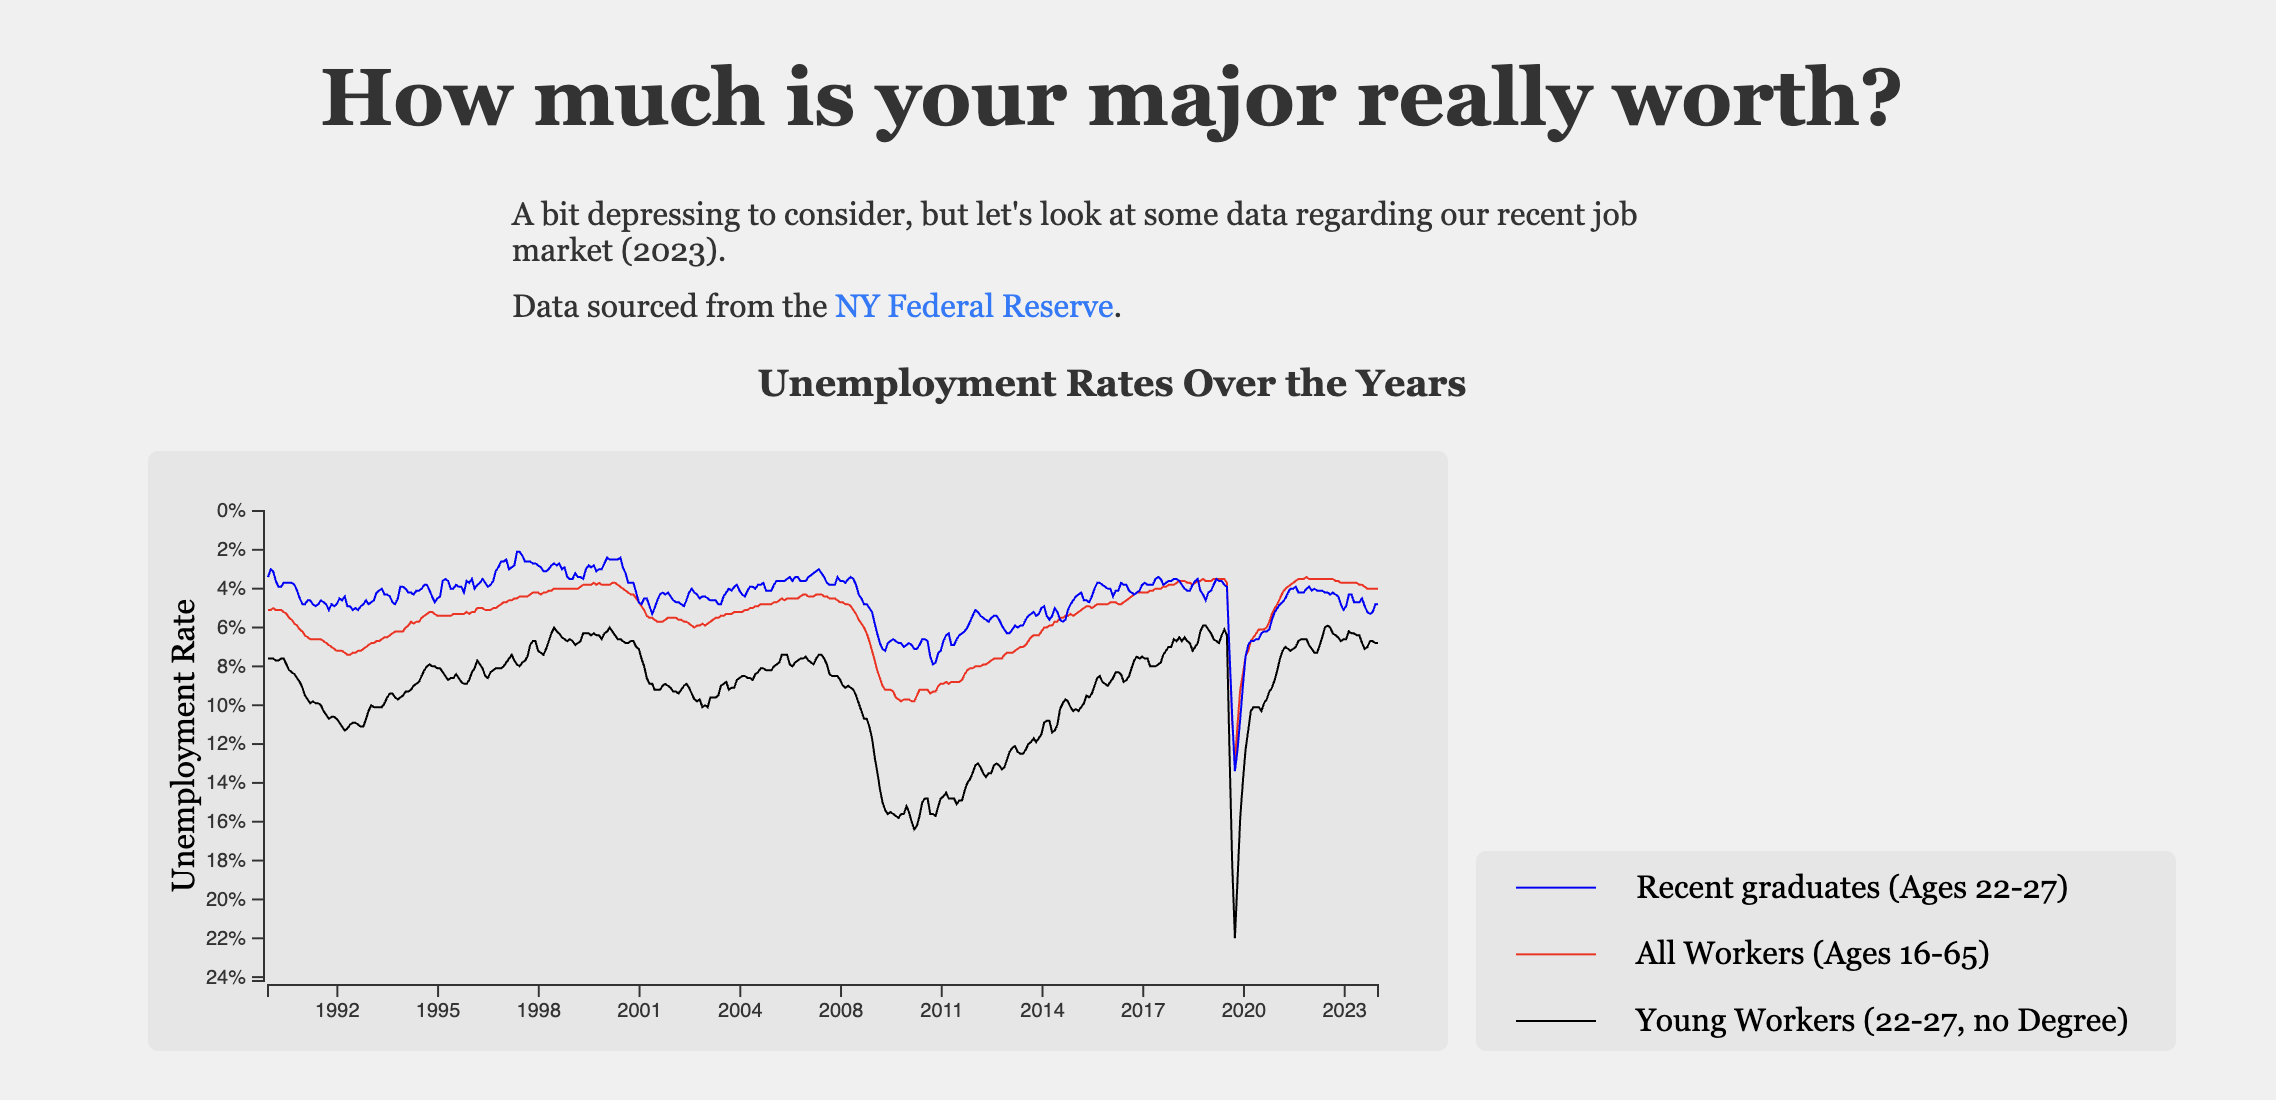 How much is your major really worth?
A bit depressing to consider, but let's look at some data regarding our recent job
market (2023).
Data sourced from the NY Federal Reserve.
Unemployment Rates Over the Years
Unemployment Rate
0%
2%
4%
6%
8%
10%
12%
14%
16%
18%
20%
22%
24%
1992 1995 1998 2001 2004 2008 2011 2014 2017 2020 2023
Recent graduates (Ages 22-27)
All Workers (Ages 16-65)
Young Workers (22-27, no Degree)